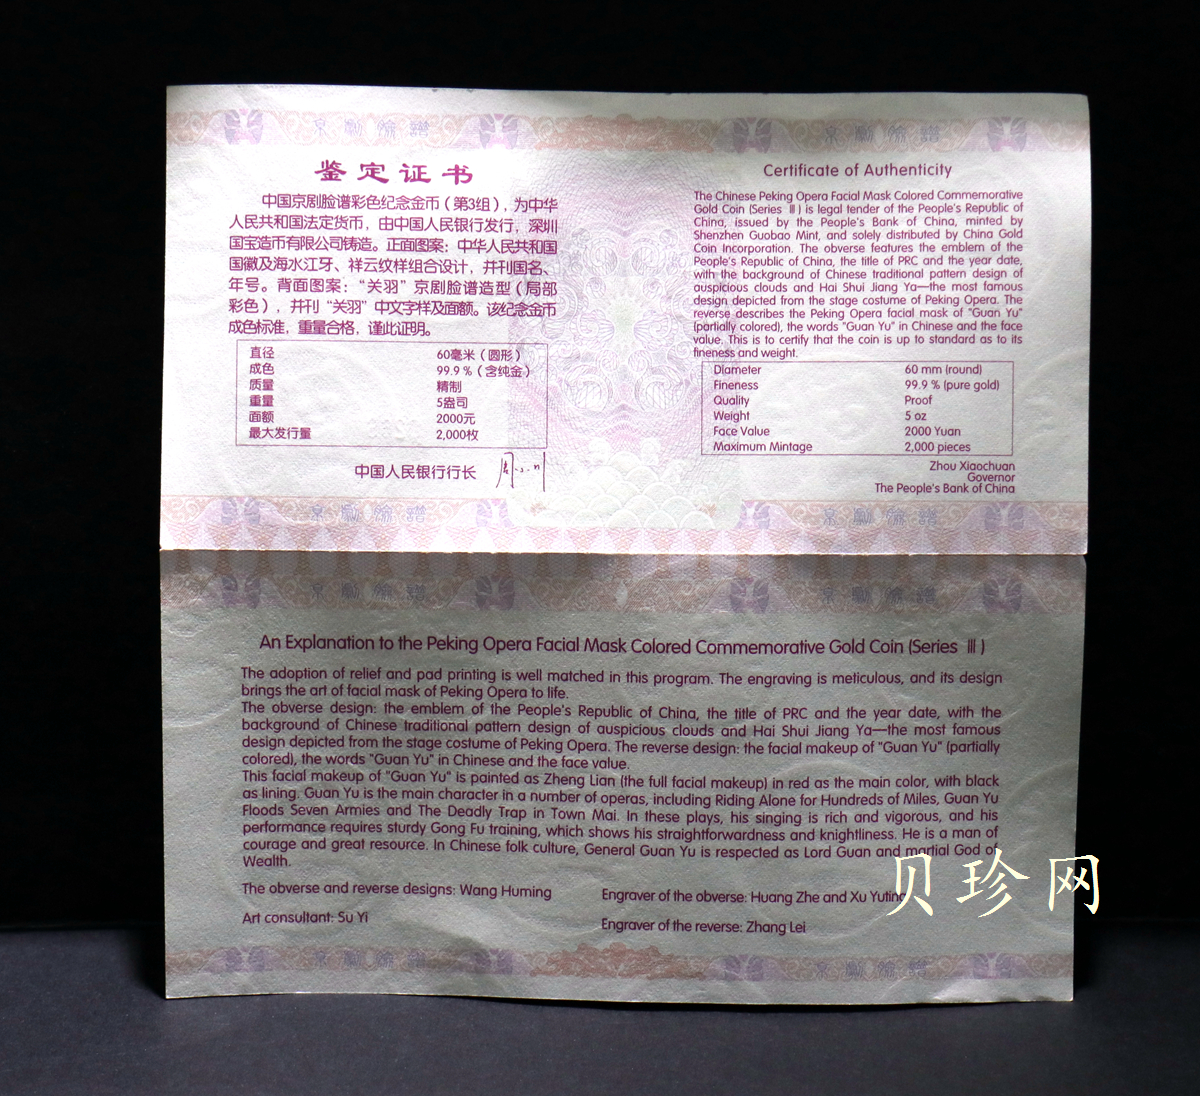 京剧脸谱
京剧脸谱
鉴定证书
中国京剧脸谱彩色纪念金币（第3组），为中华
人民共和国法定货币，由中国人民银行发行，深圳
国宝造币有限公司铸造。正面图案：中华人民共和国
国徽及海水江牙、祥云纹样组合设计，并刊国名、
年号。背面图案：“关羽”京剧脸谱造型（局部
彩色），并刊“关羽”中文字样及面额。该纪念金币
成色标准，重量合格，谨此证明。
直径 60毫米（圆形）
成色 99.9％（含纯金）
质量 精制
重量 5盎司
面额 2000元
最大发行量 2,000枚
中国人民银行行长
Certificate of Authenticity
The Chinese Peking Opera Facial Mask Colored Commemorative
Gold Coin (Series Ⅲ) is legal tender of the People's Republic of
China, issued by the People's Bank of China, minted by
Shenzhen Guobao Mint, and solely distributed by China Gold
Coin Incorporation. The obverse features the emblem of the
People's Republic of China, the title of PRC and the year date,
with the background of Chinese traditional pattern design of
auspicious clouds and Hai Shui Jiang Ya—the most famous
design depicted from the stage costume of Peking Opera. The
reverse describes the Peking Opera facial mask of "Guan Yu"
(partially colored), the words "Guan Yu" in Chinese and the face
value. This is to certify that the coin is up to standard as to its
fineness and weight.
Diameter 60 mm (round)
Fineness 99.9 % (pure gold)
Quality Proof
Weight 5 oz
Face Value 2000 Yuan
Maximum Mintage 2,000 pieces
Zhou Xiaochuan
Governor
The People's Bank of China
京剧脸谱
京剧脸谱
京剧脸谱
京剧脸谱
An Explanation to the Peking Opera Facial Mask Colored Commemorative Gold Coin (Series Ⅲ)
The adoption of relief and pad printing is well matched in this program. The engraving is meticulous, and its design
brings the art of facial mask of Peking Opera to life.
The obverse design: the emblem of the People's Republic of China, the title of PRC and the year date, with the
background of Chinese traditional pattern design of auspicious clouds and Hai Shui Jiang Ya—the most famous
design depicted from the stage costume of Peking Opera. The reverse design: the facial makeup of "Guan Yu" (partially
colored), the words "Guan Yu" in Chinese and the face value.
This facial makeup of "Guan Yu" is painted as Zheng Lian (the full facial makeup) in red as the main color, with black
as lining. Guan Yu is the main character in a number of operas, including Riding Alone for Hundreds of Miles, Guan Yu
Floods Seven Armies and The Deadly Trap in Town Mai. In these plays, his singing is rich and vigorous, and his
performance requires sturdy Gong Fu training, which shows his straightforwardness and knightliness. He is a man of
courage and great resource. In Chinese folk culture, General Guan Yu is respected as Lord Guan and martial God of
Wealth.
The obverse and reverse designs: Wang Huming
Engraver of the obverse: Huang Zhe and Xu Yuting
Art consultant: Su Yi
Engraver of the reverse: Zhang Lei
贝珍网
京剧脸谱
京剧脸谱